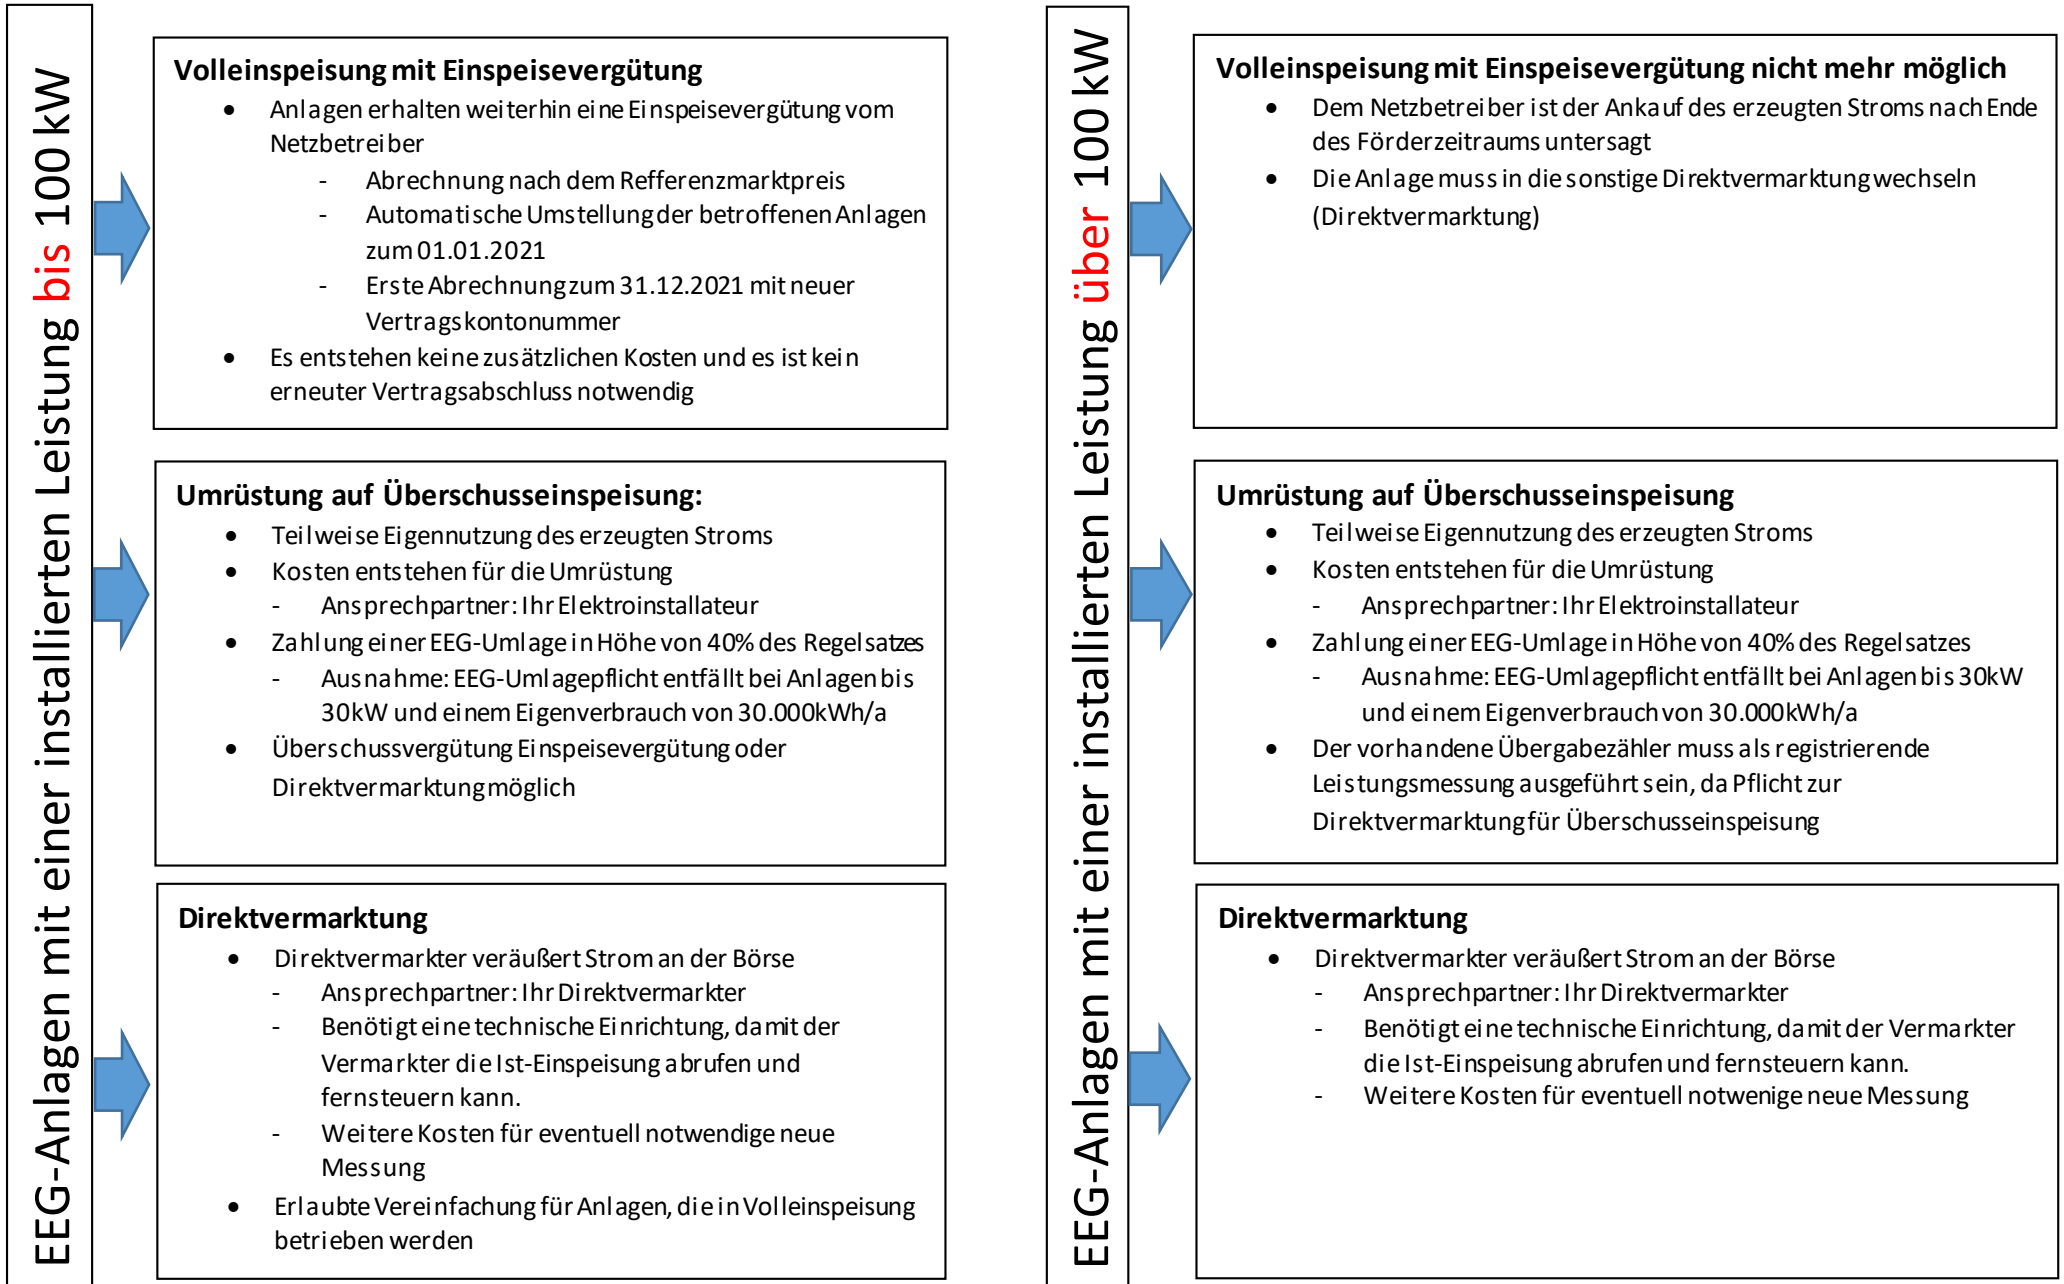 EEG-Anlagen mit einer installierten Leistung bis 100 kW
Volleinspeisung mit Einspeisevergütung
• Anlagen erhalten weiterhin eine Einspeisevergütung vom
Netzbetreiber
- Abrechnung nach dem Refferenzmarktpreis
- Automatische Umstellung der betroffenen Anlagen
zum 01.01.2021
- Erste Abrechnung zum 31.12.2021 mit neuer
Vertragskontonummer
• Es entstehen keine zusätzlichen Kosten und es ist kein
erneuter Vertragsabschluss notwendig
Umrüstung auf Überschusseinspeisung:
• Teilweise Eigennutzung des erzeugten Stroms
• Kosten entstehen für die Umrüstung
- Ansprechpartner: Ihr Elektroinstallateur
• Zahlung einer EEG-Umlage in Höhe von 40% des Regelsatzes
- Ausnahme: EEG-Umlagepflicht entfällt bei Anlagen bis
30kW und einem Eigenverbrauch von 30.000kWh/a
• Überschussvergütung Einspeisevergütung oder
Direktvermarktung möglich
Direktvermarktung
• Direktvermarkter veräußert Strom an der Börse
- Ansprechpartner: Ihr Direktvermarkter
- Benötigt eine technische Einrichtung, damit der
Vermarkter die Ist-Einspeisung abrufen und
fernsteuern kann.
- Weitere Kosten für eventuell notwendige neue
Messung
• Erlaubte Vereinfachung für Anlagen, die in Volleinspeisung
betrieben werden
EEG-Anlagen mit einer installierten Leistung über 100 kW
Volleinspeisung mit Einspeisevergütung nicht mehr möglich
• Dem Netzbetreiber ist der Ankauf des erzeugten Stroms nach Ende
des Förderzeitraums untersagt
• Die Anlage muss in die sonstige Direktvermarktung wechseln
(Direktvermarktung)
Umrüstung auf Überschusseinspeisung
• Teilweise Eigennutzung des erzeugten Stroms
• Kosten entstehen für die Umrüstung
- Ansprechpartner: Ihr Elektroinstallateur
• Zahlung einer EEG-Umlage in Höhe von 40% des Regelsatzes
- Ausnahme: EEG-Umlagepflicht entfällt bei Anlagen bis 30kW
und einem Eigenverbrauch von 30.000kWh/a
• Der vorhandene Übergabezähler muss als registrierende
Leistungsmessung ausgeführt sein, da Pflicht zur
Direktvermarktung für Überschusseinspeisung
Direktvermarktung
• Direktvermarkter veräußert Strom an der Börse
- Ansprechpartner: Ihr Direktvermarkter
- Benötigt eine technische Einrichtung, damit der Vermarkter
die Ist-Einspeisung abrufen und fernsteuern kann.
- Weitere Kosten für eventuell notwenige neue Messung